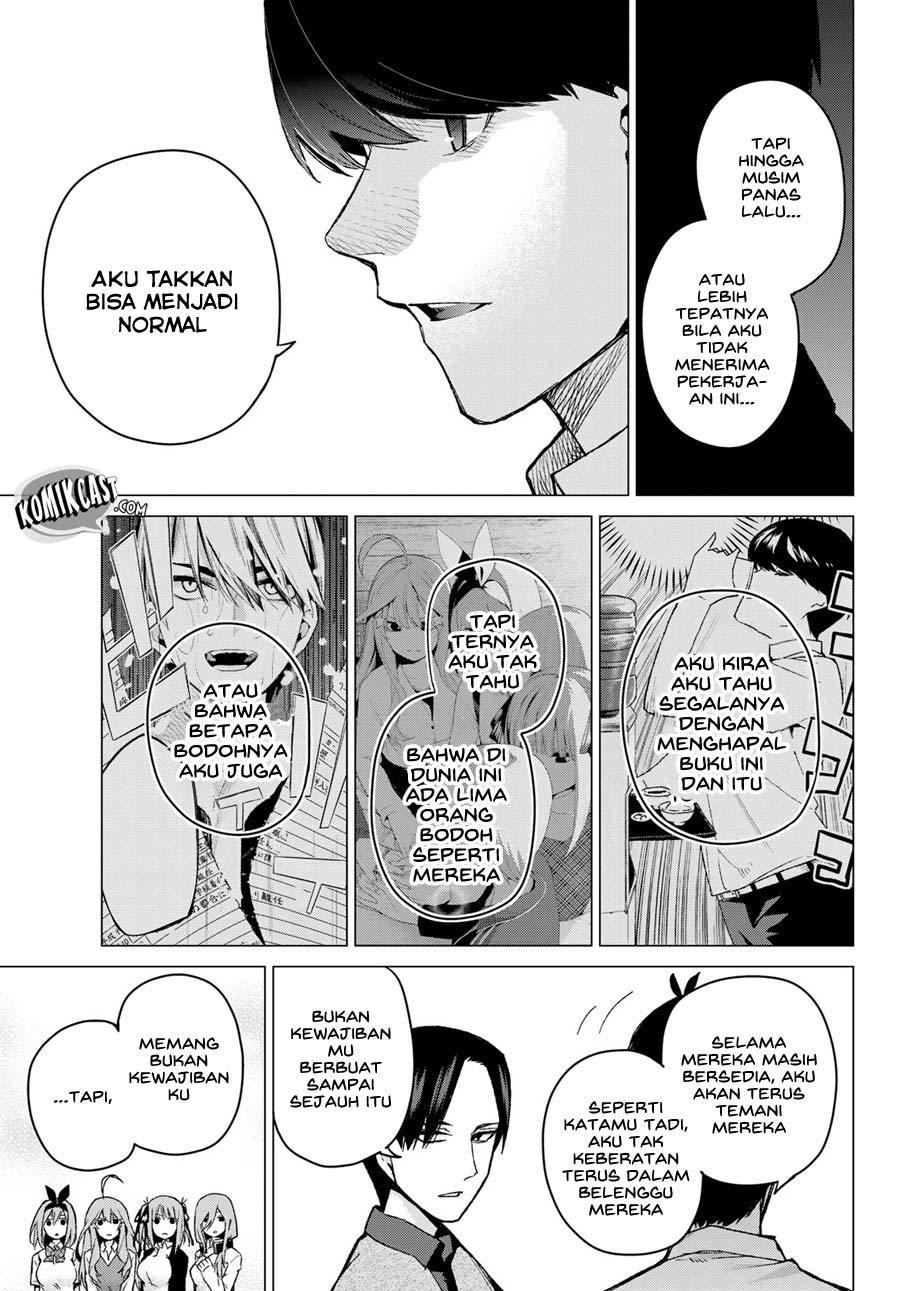 TAPI
HINGGA
MUSIM
PANAS
LALU...
ATAU
LEBIH
TEPATNYA
BILA AKU
TIDAK
MENERIMA
PEKERJA-
AN INI...
AKU TAKKAN
BISA MENJADI
NORMAL
KOMIKCAST
.COM
AKU KIRA
AKU TAHU
SEGALANYA
DENGAN
MENGHAPAL
BUKU INI
DAN ITU
TAPI
TERNYA
AKU TAK
TAHU
BAHWA DI
DUNIA INI
ADA LIMA
ORANG
BODOH
SEPERTI
MEREKA
ATAU
BAHWA
BETAPA
BODOHNYA
AKU JUGA
SELAMA
MEREKA MASIH
BERSEDIA, AKU
AKAN TERUS
TEMANI
MEREKA
SEPERTI
KATAMU TADI,
AKU TAK
KEBERATAN
TERUS DALAM
BELENGGU
MEREKA
BUKAN
KEWAJIBAN
MU
BERBUAT
SAMPAI
SEJAUH ITU
MEMANG
BUKAN
KEWAJIBAN
KU
...TAPI,